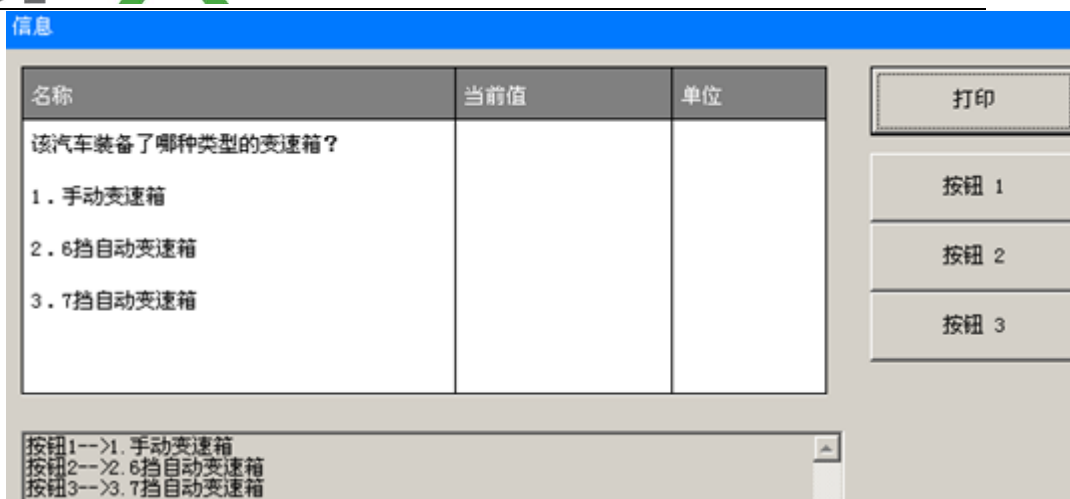 信息
名称 当前值 单位
打印
该汽车装备了哪种类型的变速箱?
1.手动变速箱
按钮 1
2.6挡自动变速箱
按钮 2
3.7挡自动变速箱
按钮 3
按钮1-->1.手动变速箱
按钮2-->2.6挡自动变速箱
按钮3-->3.7挡自动变速箱